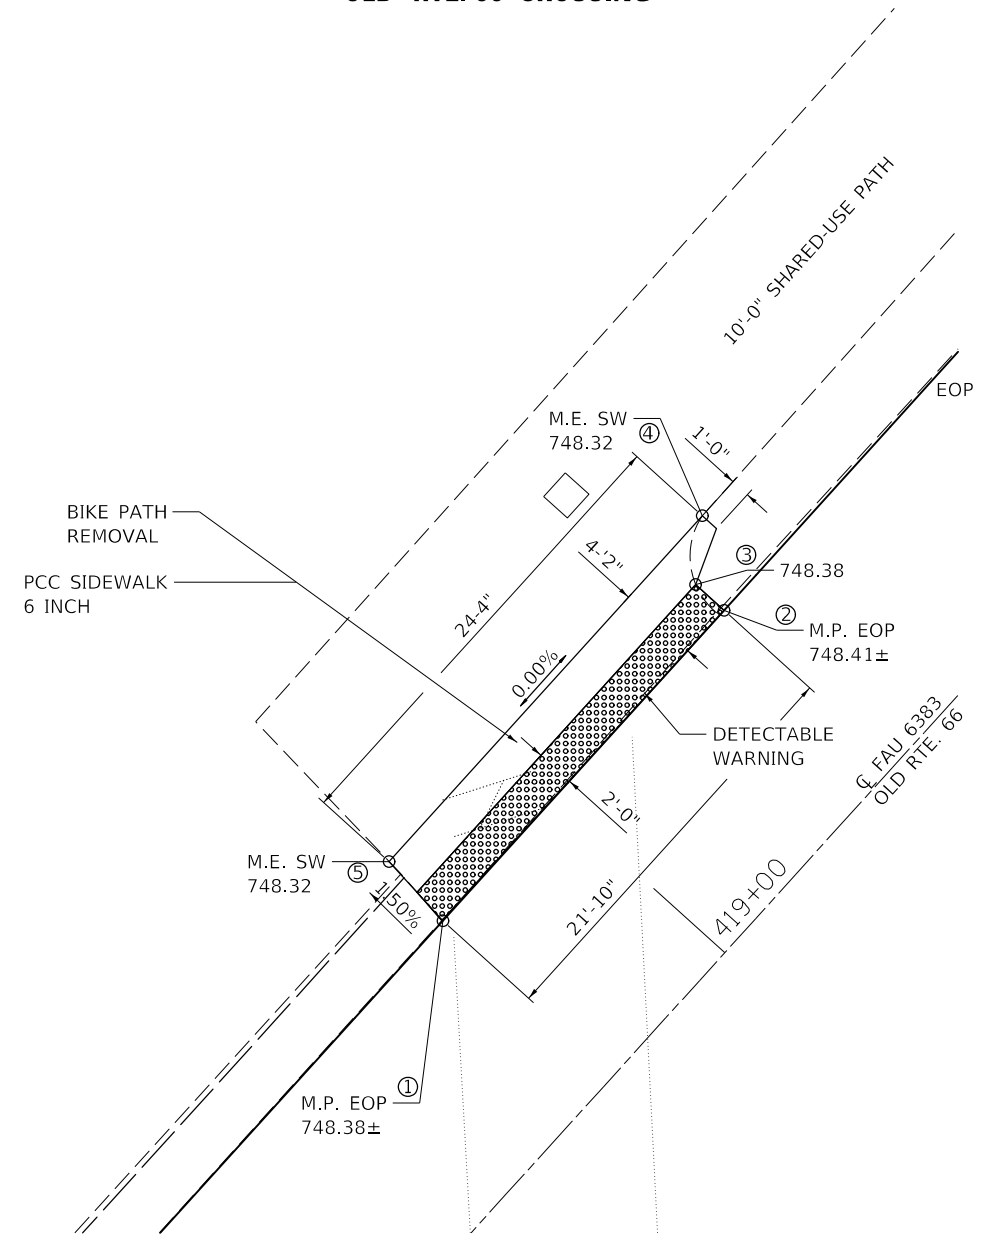 10'-0" SHARED-USE PATH
EOP
M.E. SW
748.32
4
1'-0"
BIKE PATH
REMOVAL
4-'2"
3
748.38
PCC SIDEWALK
6 INCH
24'-4"
2
M.P. EOP
748.41±
0.00%
DETECTABLE
WARNING
℄ FAU 6383
OLD RTE. 66
2'-0"
M.E. SW
748.32
5
1.50%
21'-10"
419+00
1
M.P. EOP
748.38±